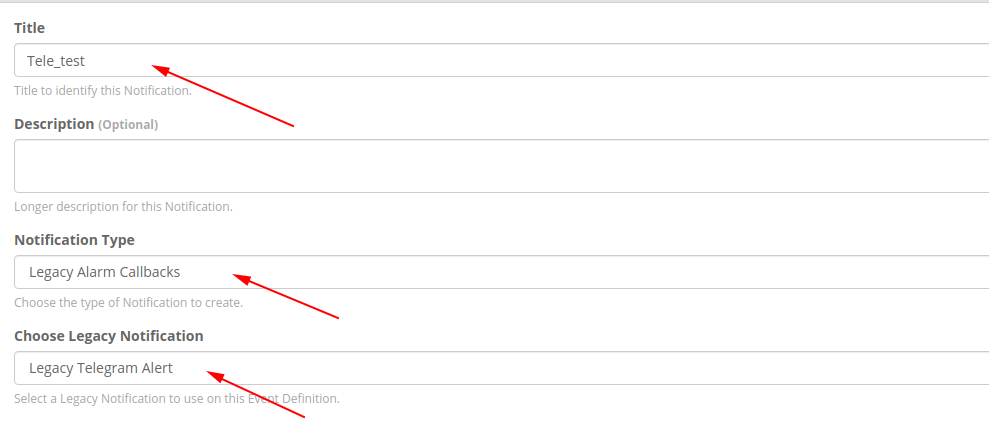 Title
Tele_test
Title to identify this Notification.
Description (Optional)
Longer description for this Notification.
Notification Type
Legacy Alarm Callbacks
Choose the type of Notification to create.
Choose Legacy Notification
Legacy Telegram Alert
Select a Legacy Notification to use on this Event Definition.